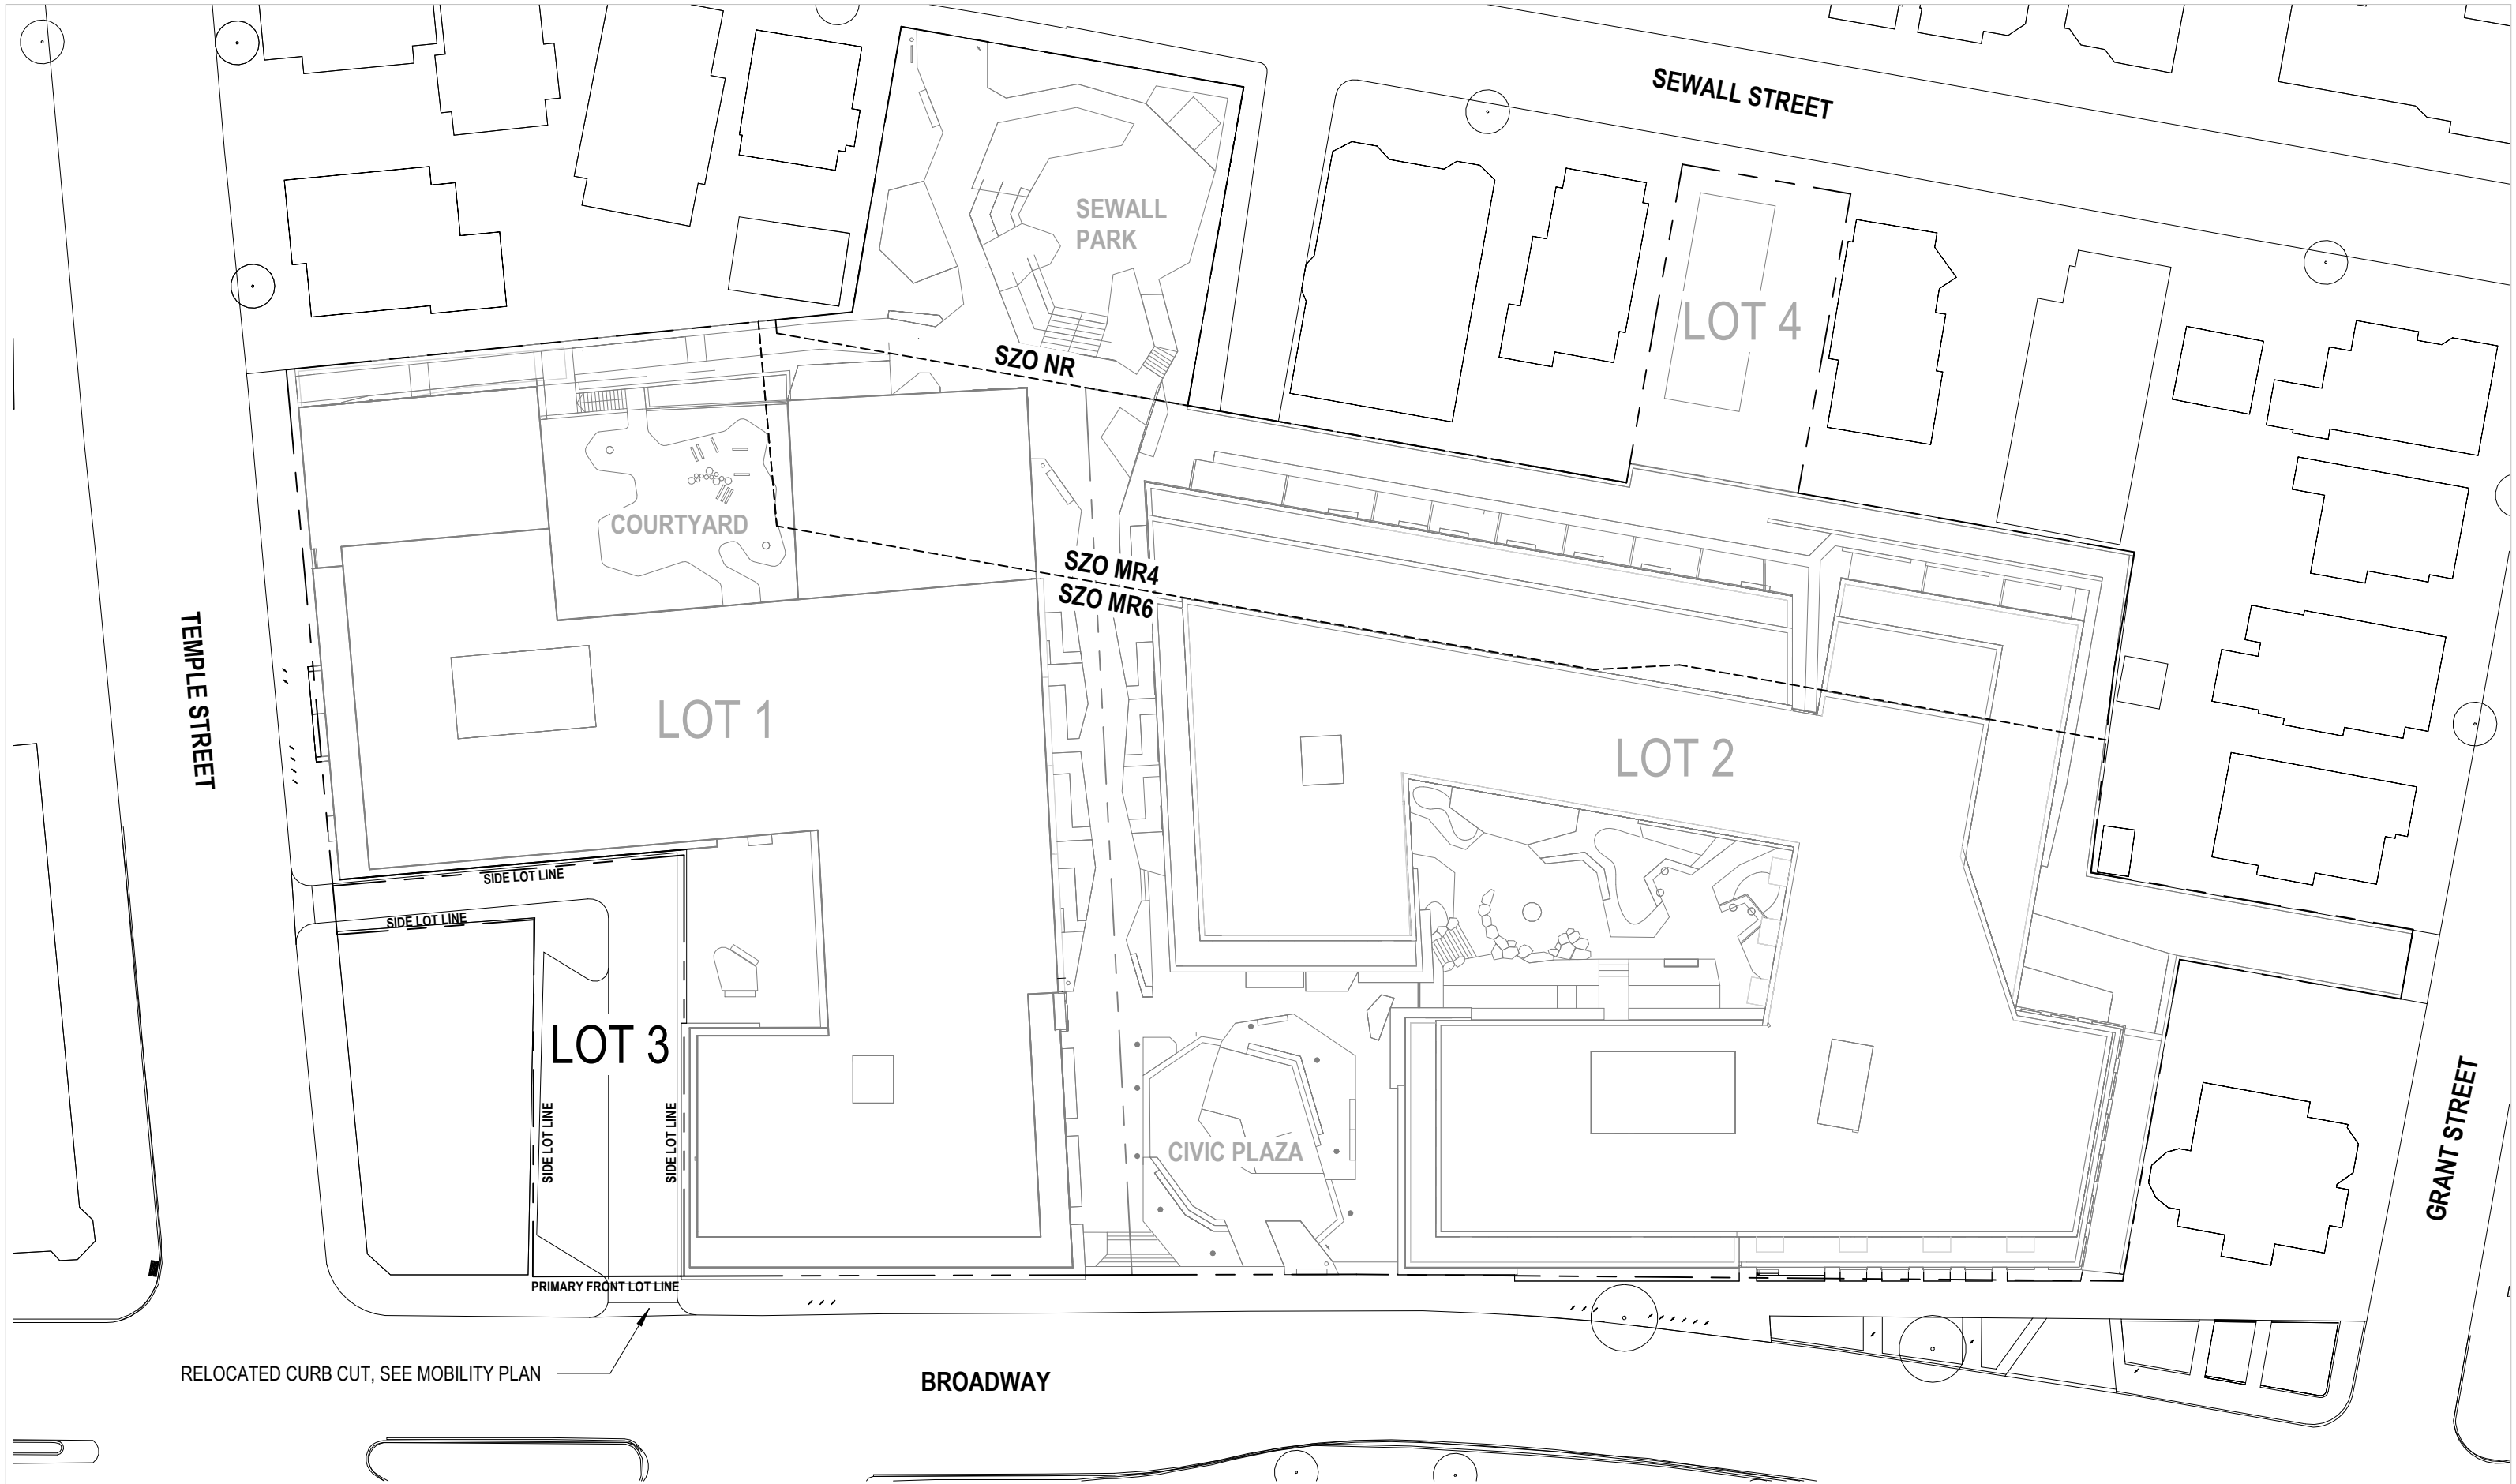 SEWALL STREET
SEWALL
PARK
LOT 4
SZO NR
COURTYARD
SZO MR4
SZO MR6
TEMPLE STREET
LOT 1
LOT 2
SIDE LOT LINE
SIDE LOT LINE
LOT 3
SIDE LOT LINE
SIDE LOT LINE
CIVIC PLAZA
GRANT STREET
PRIMARY FRONT LOT LINE
RELOCATED CURB CUT, SEE MOBILITY PLAN
BROADWAY